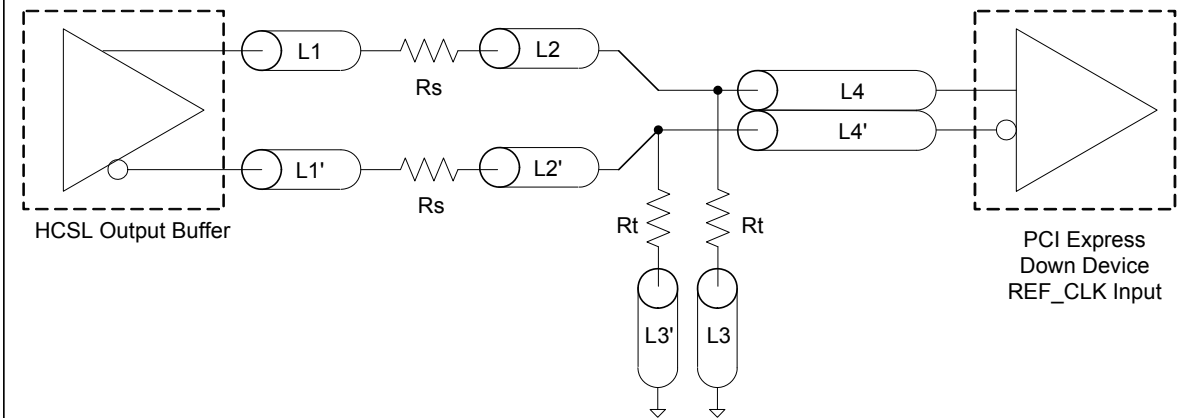 L1
Rs
L2
L4
L4'
L1'
Rs
L2'
HCSL Output Buffer
Rt
Rt
L3'
L3
PCI Express
Down Device
REF_CLK Input